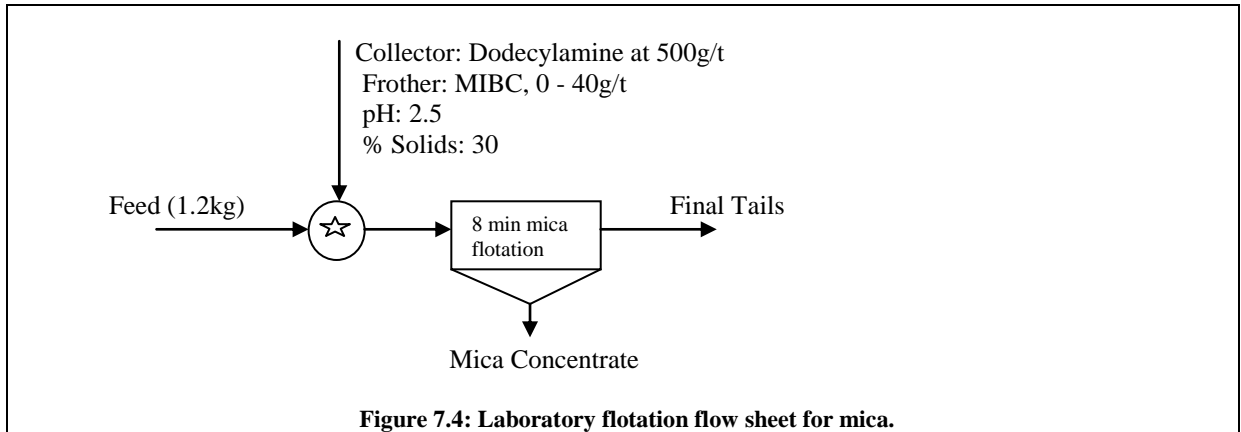 Collector: Dodecylamine at 500g/t
Frother: MIBC, 0 - 40g/t
pH: 2.5
% Solids: 30
Feed (1.2kg)
8 min mica
flotation
Final Tails
Mica Concentrate
Figure 7.4: Laboratory flotation flow sheet for mica.